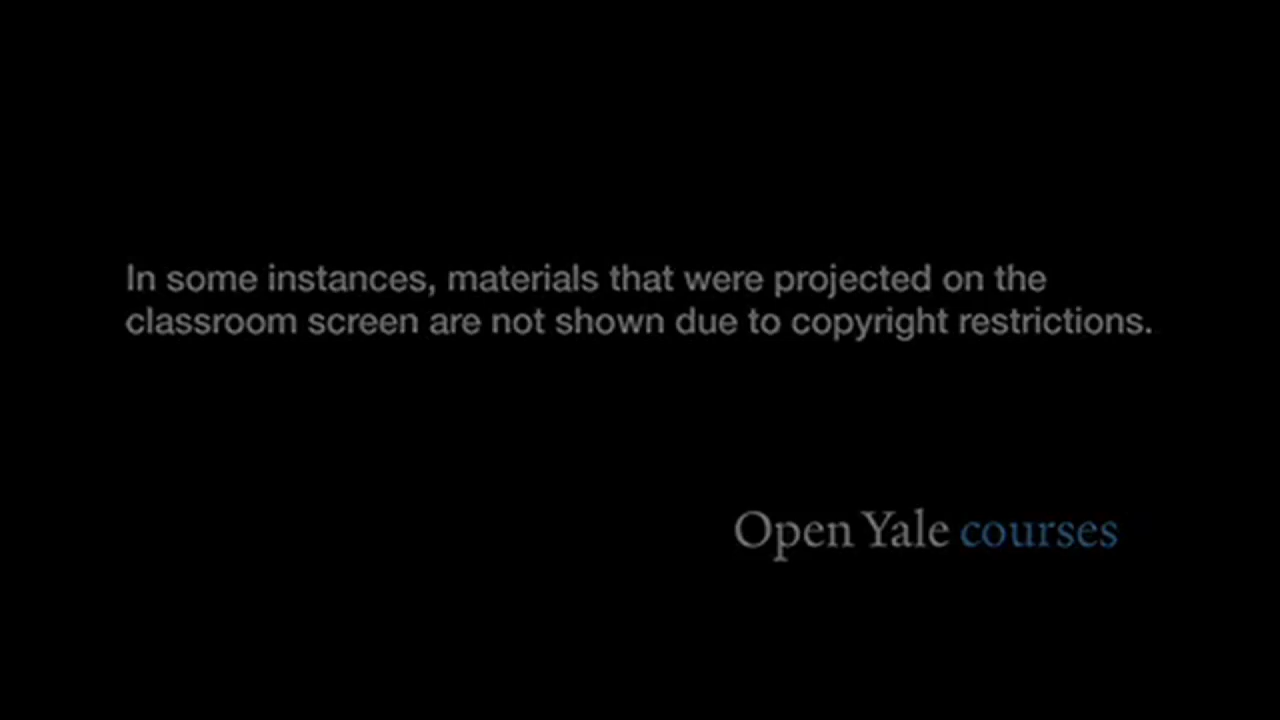 In some instances, materials that were projected on the
classroom screen are not shown due to copyright restrictions.
Open Yale courses